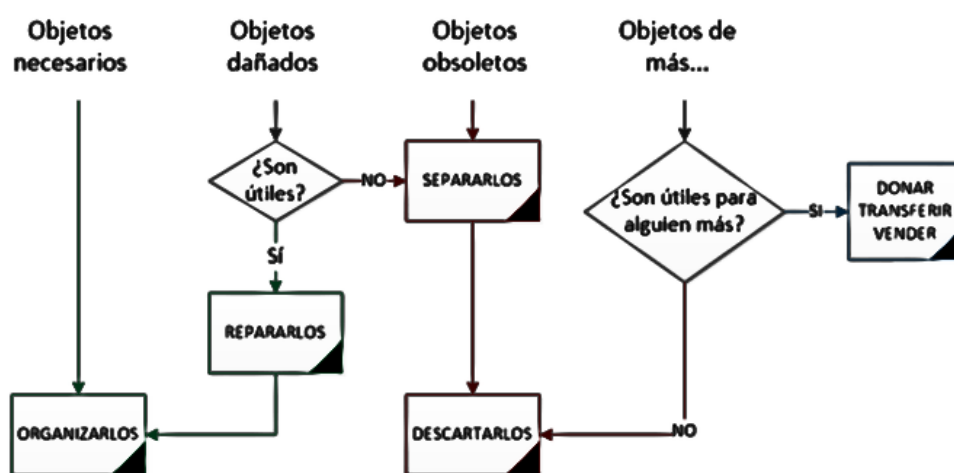 Objetos
necesarios
Objetos
dañados
Objetos
obsoletos
Objetos de
más...
¿Son
útiles?
NO
SEPARARLOS
¿Son útiles para
alguien más?
SI
DONAR
TRANSFERIR
VENDER
SÍ
REPARARLOS
ORGANIZARLOS
DESCARTARLOS
NO